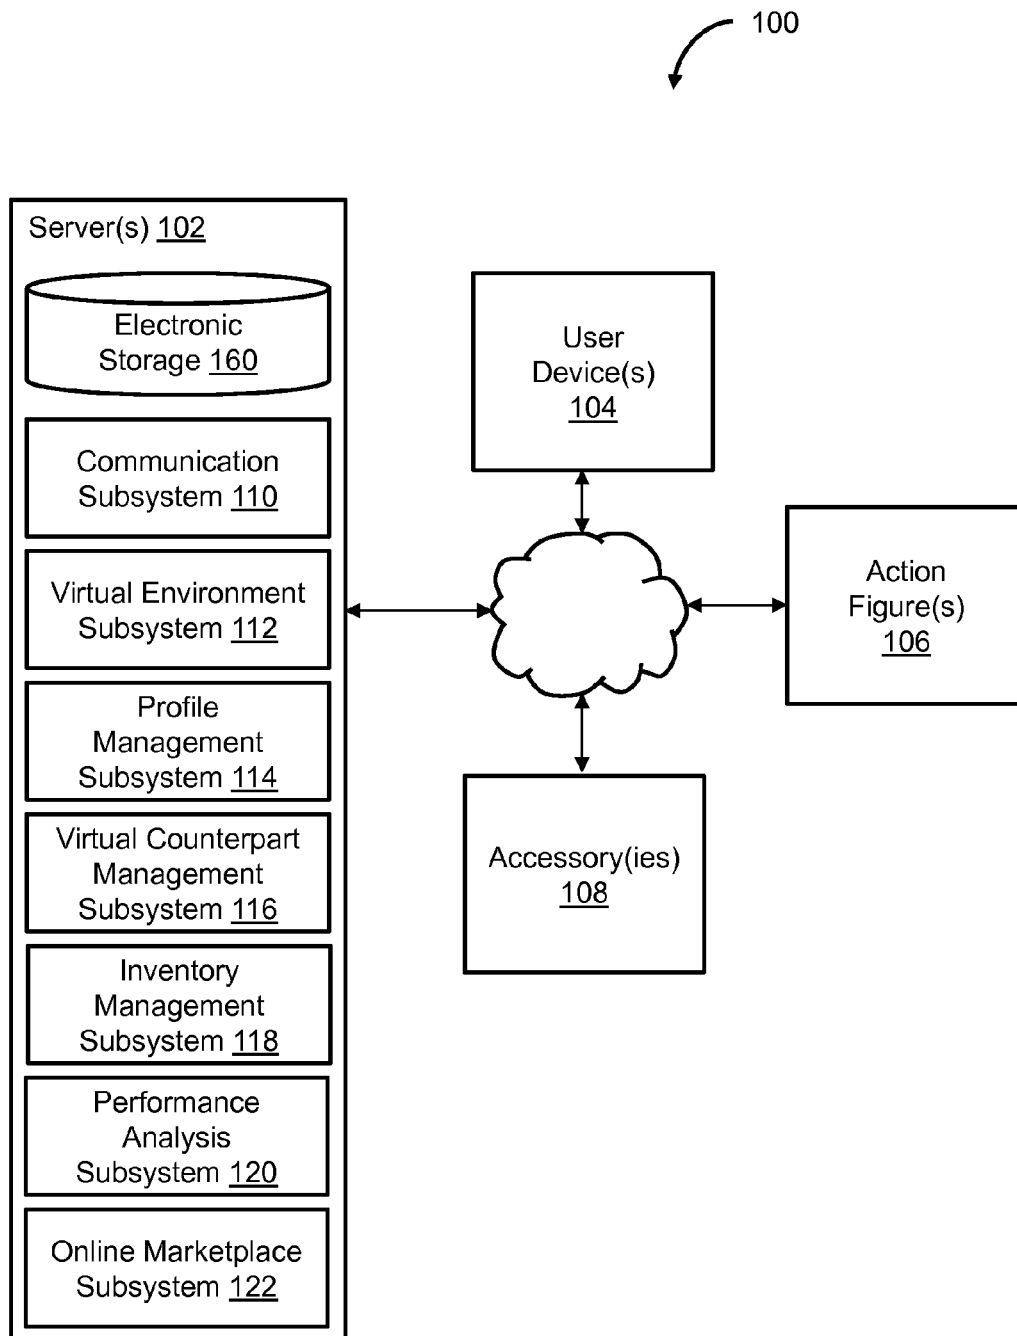 100
Server(s) 102
Electronic
Storage 160
Communication
Subsystem 110
Virtual Environment
Subsystem 112
Profile
Management
Subsystem 114
Virtual Counterpart
Management
Subsystem 116
Inventory
Management
Subsystem 118
Performance
Analysis
Subsystem 120
Online Marketplace
Subsystem 122
User
Device(s)
104
Action
Figure(s)
106
Accessory(ies)
108